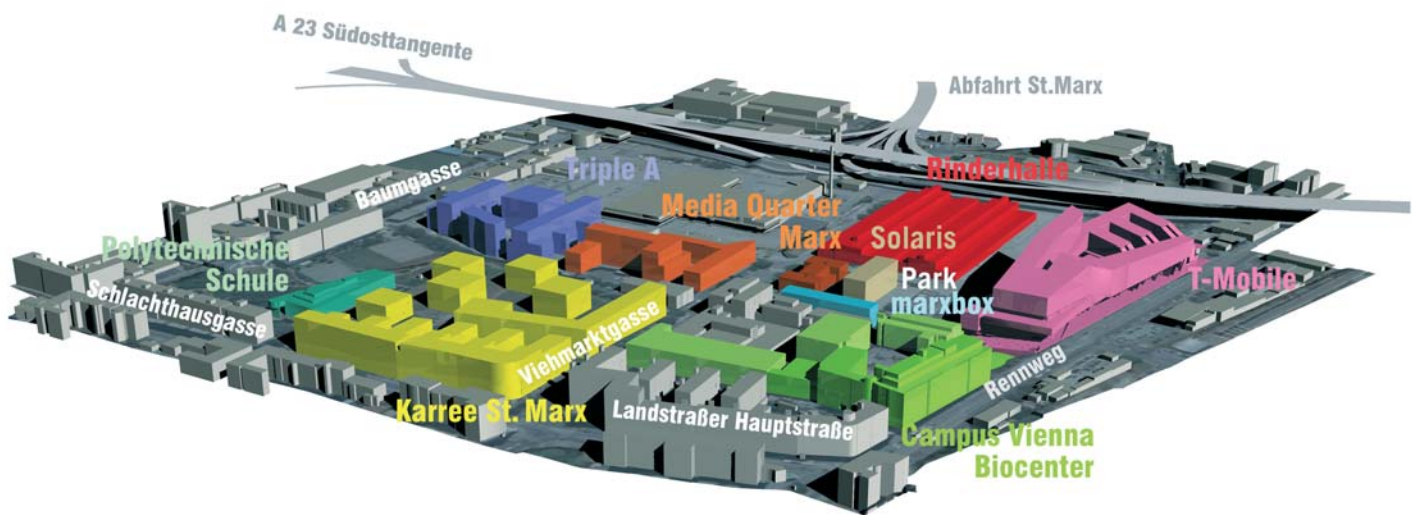 A 23 Südosttangente
Abfahrt St.Marx
Baumgasse
Triple A
Rinderhalle
Media Quarter
Marx
Solaris
Polytechnische
Schule
Park
marxbox
T-Mobile
Schlachthausgasse
Viehmarktgasse
Rennweg
Karree St. Marx
Landstraßer Hauptstraße
Campus Vienna
Biocenter